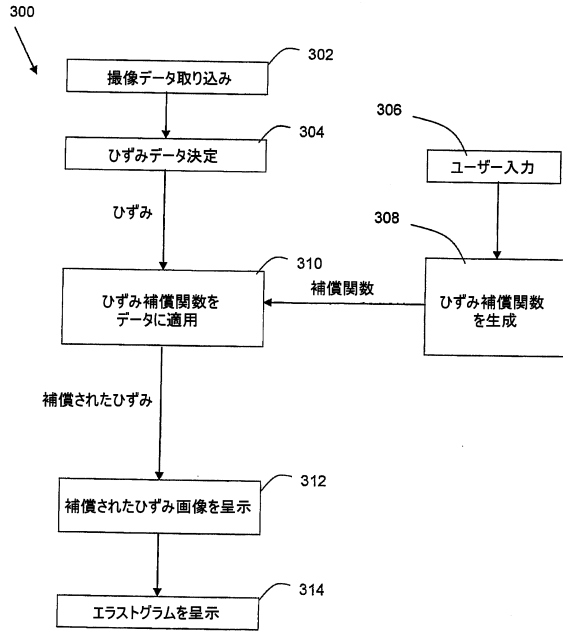 300
302
撮像データ取り込み
304
ひずみデータ決定
306
ユーザー入力
ひずみ
308
310
ひずみ補償関数を
データに適用
補償関数
ひずみ補償関数
を生成
補償されたひずみ
312
補償されたひずみ画像を呈示
314
エラストグラムを呈示